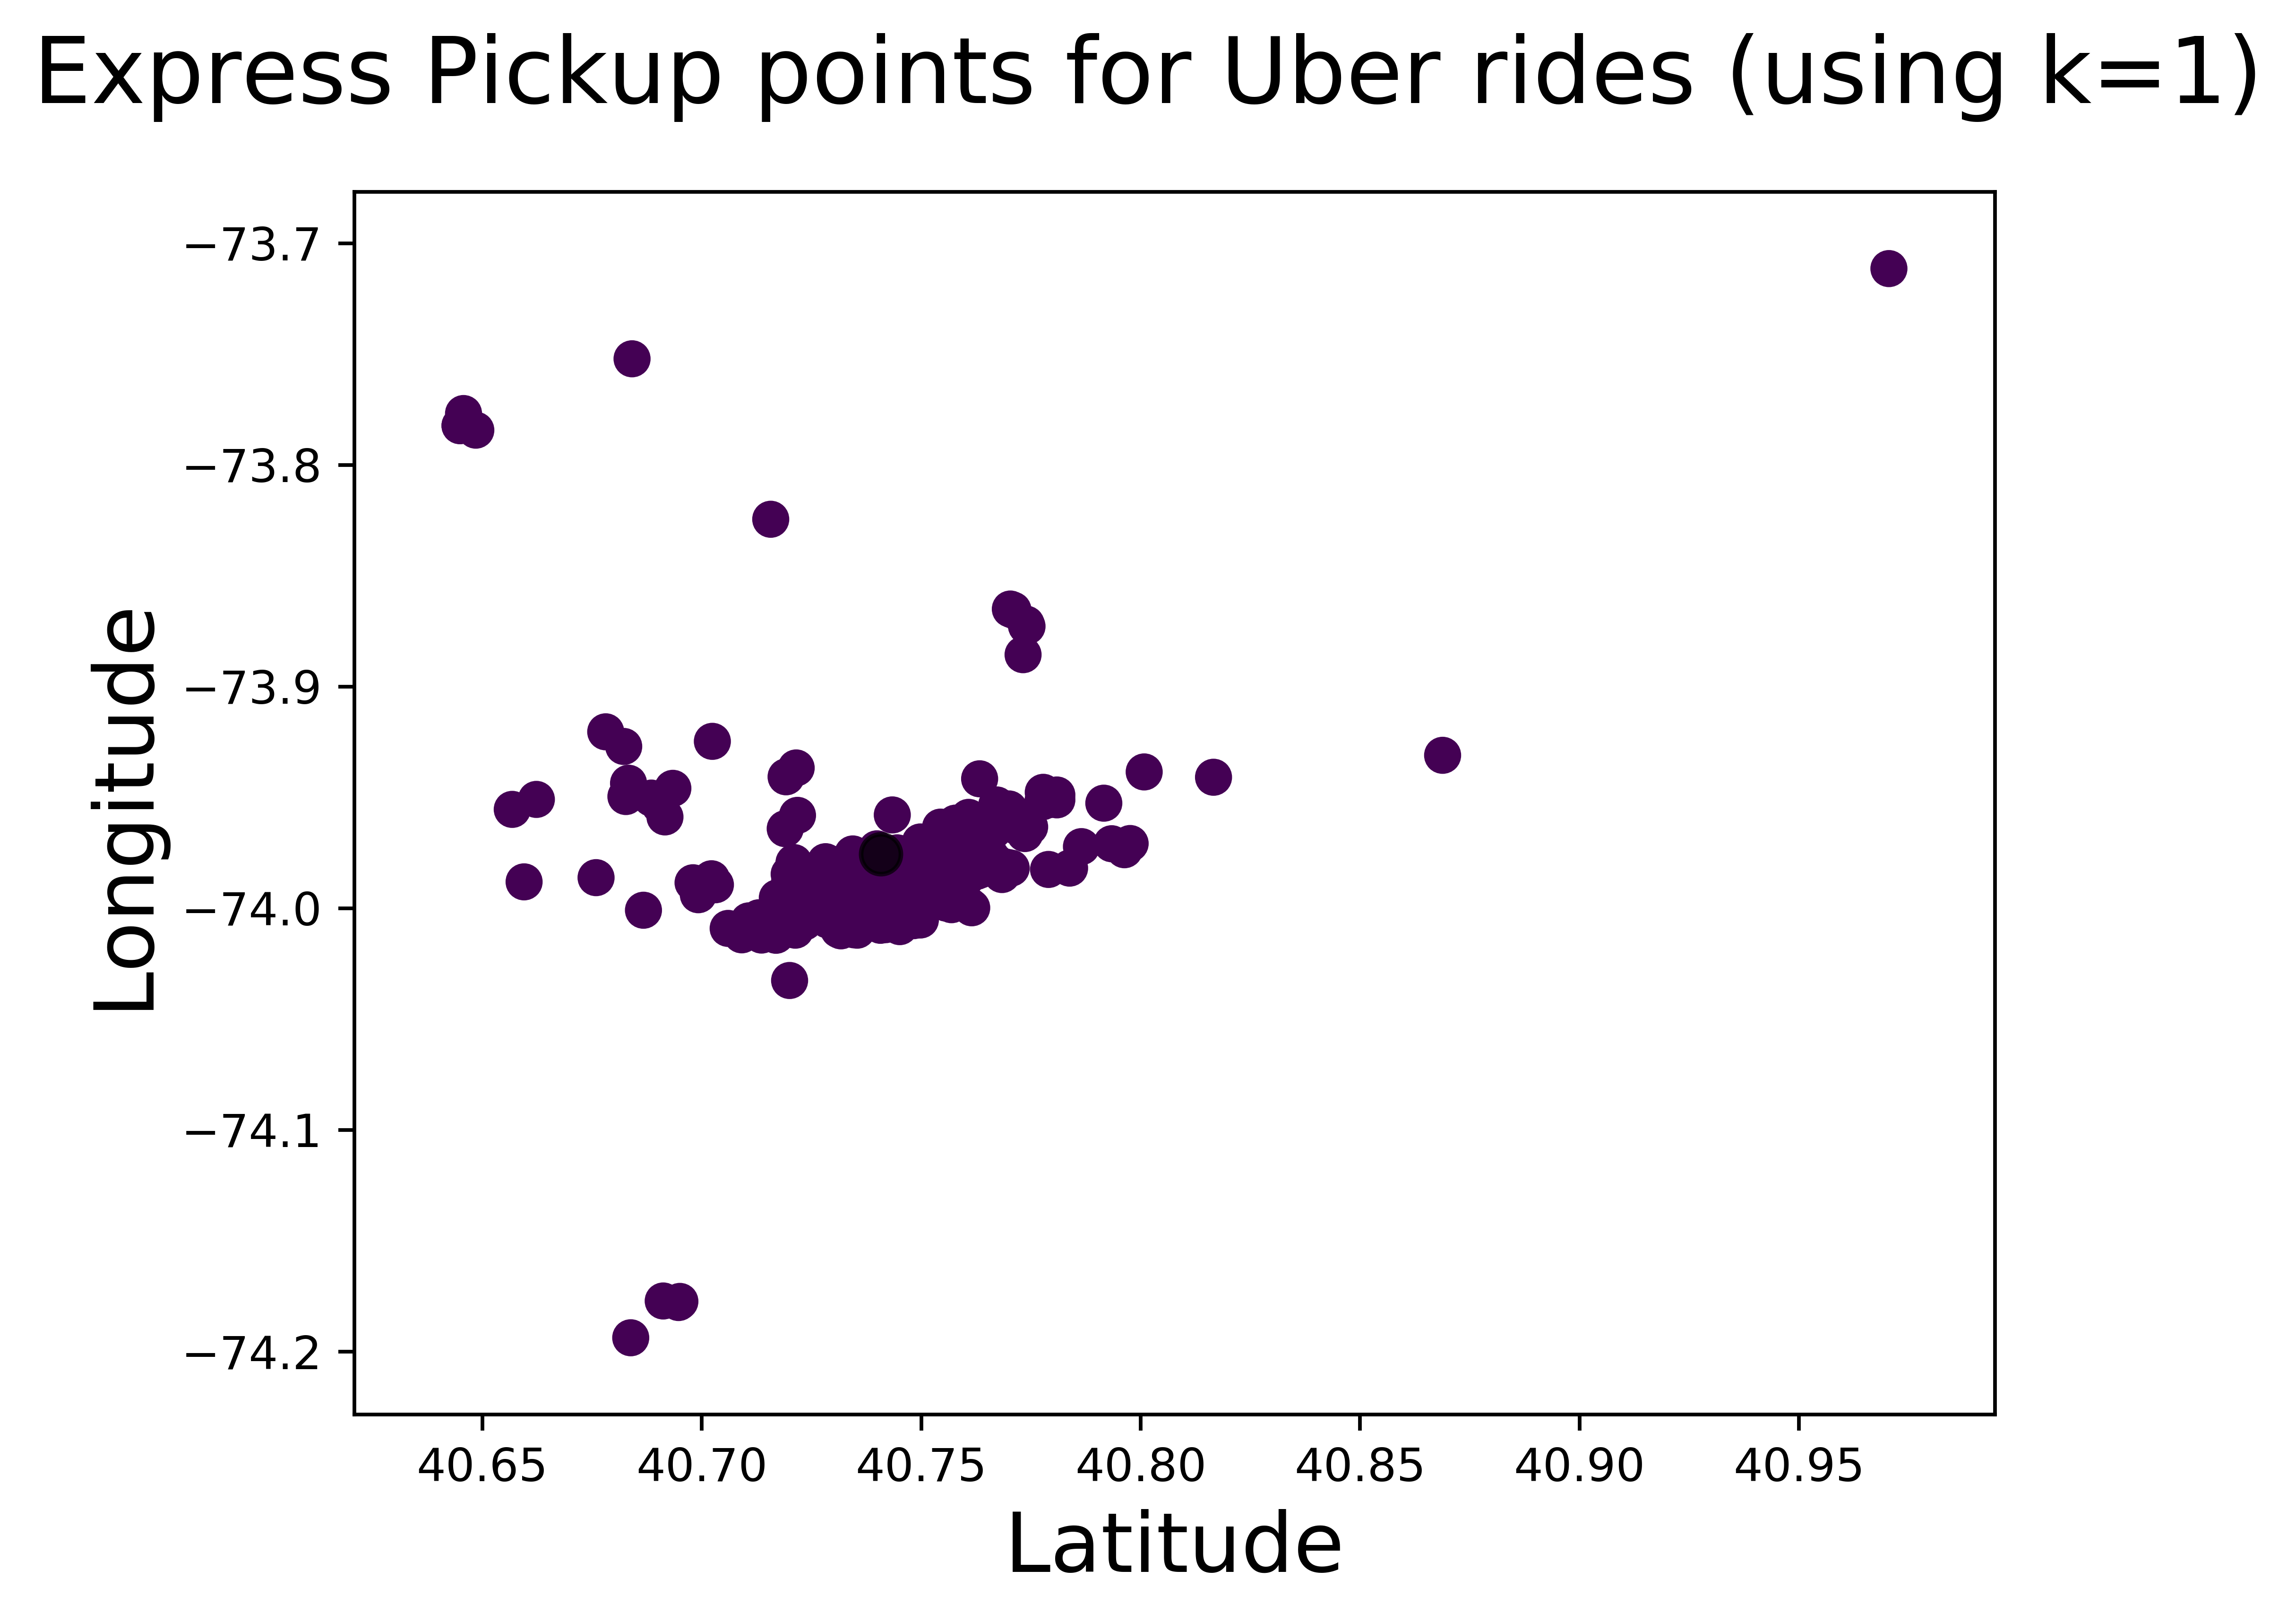 Express Pickup points for Uber rides (using k=1)
−73.7
−73.8
−73.9
−74.0
−74.1
−74.2
Longitude
40.65 40.70 40.75 40.80 40.85 40.90 40.95
Latitude